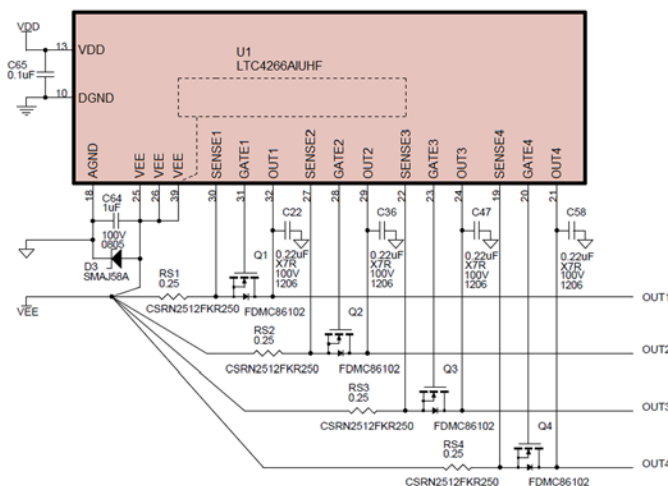 VDD
C65
0.1uF
13
VDD
10
DGND
U1
LTC4266AIUHF
AGND
VEE
VEE
VEE
SENSE1
GATE1
OUT1
SENSE2
GATE2
OUT2
SENSE3
GATE3
OUT3
SENSE4
GATE4
OUT4
18
25
26
39
30
31
32
27
28
29
22
23
24
19
20
21
C64
1uF
100V
0805
D3
SMAJ58A
C22
0.22uF
X7R
100V
1206
C36
0.22uF
X7R
100V
1206
C47
0.22uF
X7R
100V
1206
C58
0.22uF
X7R
100V
1206
VEE
RS1
0.25
CSRN2512FKR250
Q1
FDMC86102
OUT1
RS2
0.25
CSRN2512FKR250
Q2
FDMC86102
OUT2
RS3
0.25
CSRN2512FKR250
Q3
FDMC86102
OUT3
RS4
0.25
CSRN2512FKR250
Q4
FDMC86102
OUT4